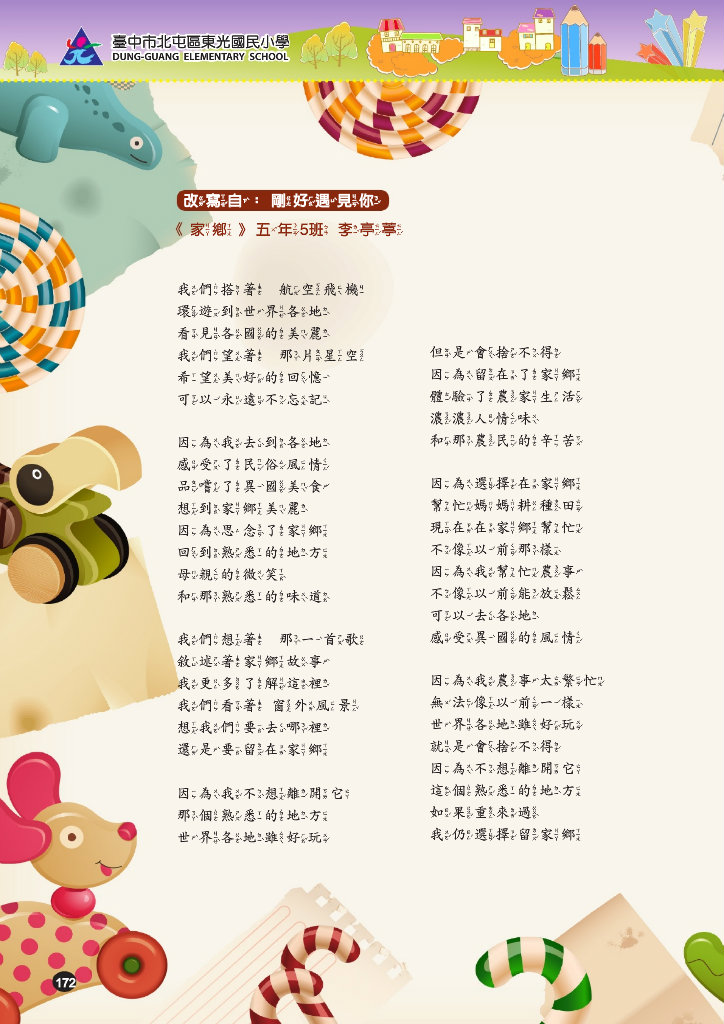 臺中市北屯區東光國民小學
DUNG-GUANG ELEMENTARY SCHOOL
改寫自： 剛好遇見你
《 家鄉 》 五年5班 李亭葶
我們搭著 航空飛機
環遊到世界各地
看見各國的美麗
我們望著 那片星空
希望美好的回憶
可以永遠不忘記
因為我去到各地
感受了民俗風情
品嚐了異國美食
想到家鄉美麗
因為思念了家鄉
回到熟悉的地方
母親的微笑
和那熟悉的味道
我們想著 那一首歌
敘述著家鄉故事
我更多了解這裡
我們看著 窗外風景
想我們要去哪裡
還是要留在家鄉
因為我不想離開它
那個熟悉的地方
世界各地雖好玩
但是會捨不得
因為留在了家鄉
體驗了農家生活
濃濃人情味
和那農民的辛苦
因為選擇在家鄉
幫忙媽媽耕種田
現在在家鄉幫忙
不像以前那樣
因為我幫忙農事
不像以前能放鬆
可以去各地
感受異國的風情
因為我農事太繁忙
無法像以前一樣
世界各地雖好玩
就是會捨不得
因為不想離開它
這個熟悉的地方
如果重來過
我仍選擇留家鄉
172